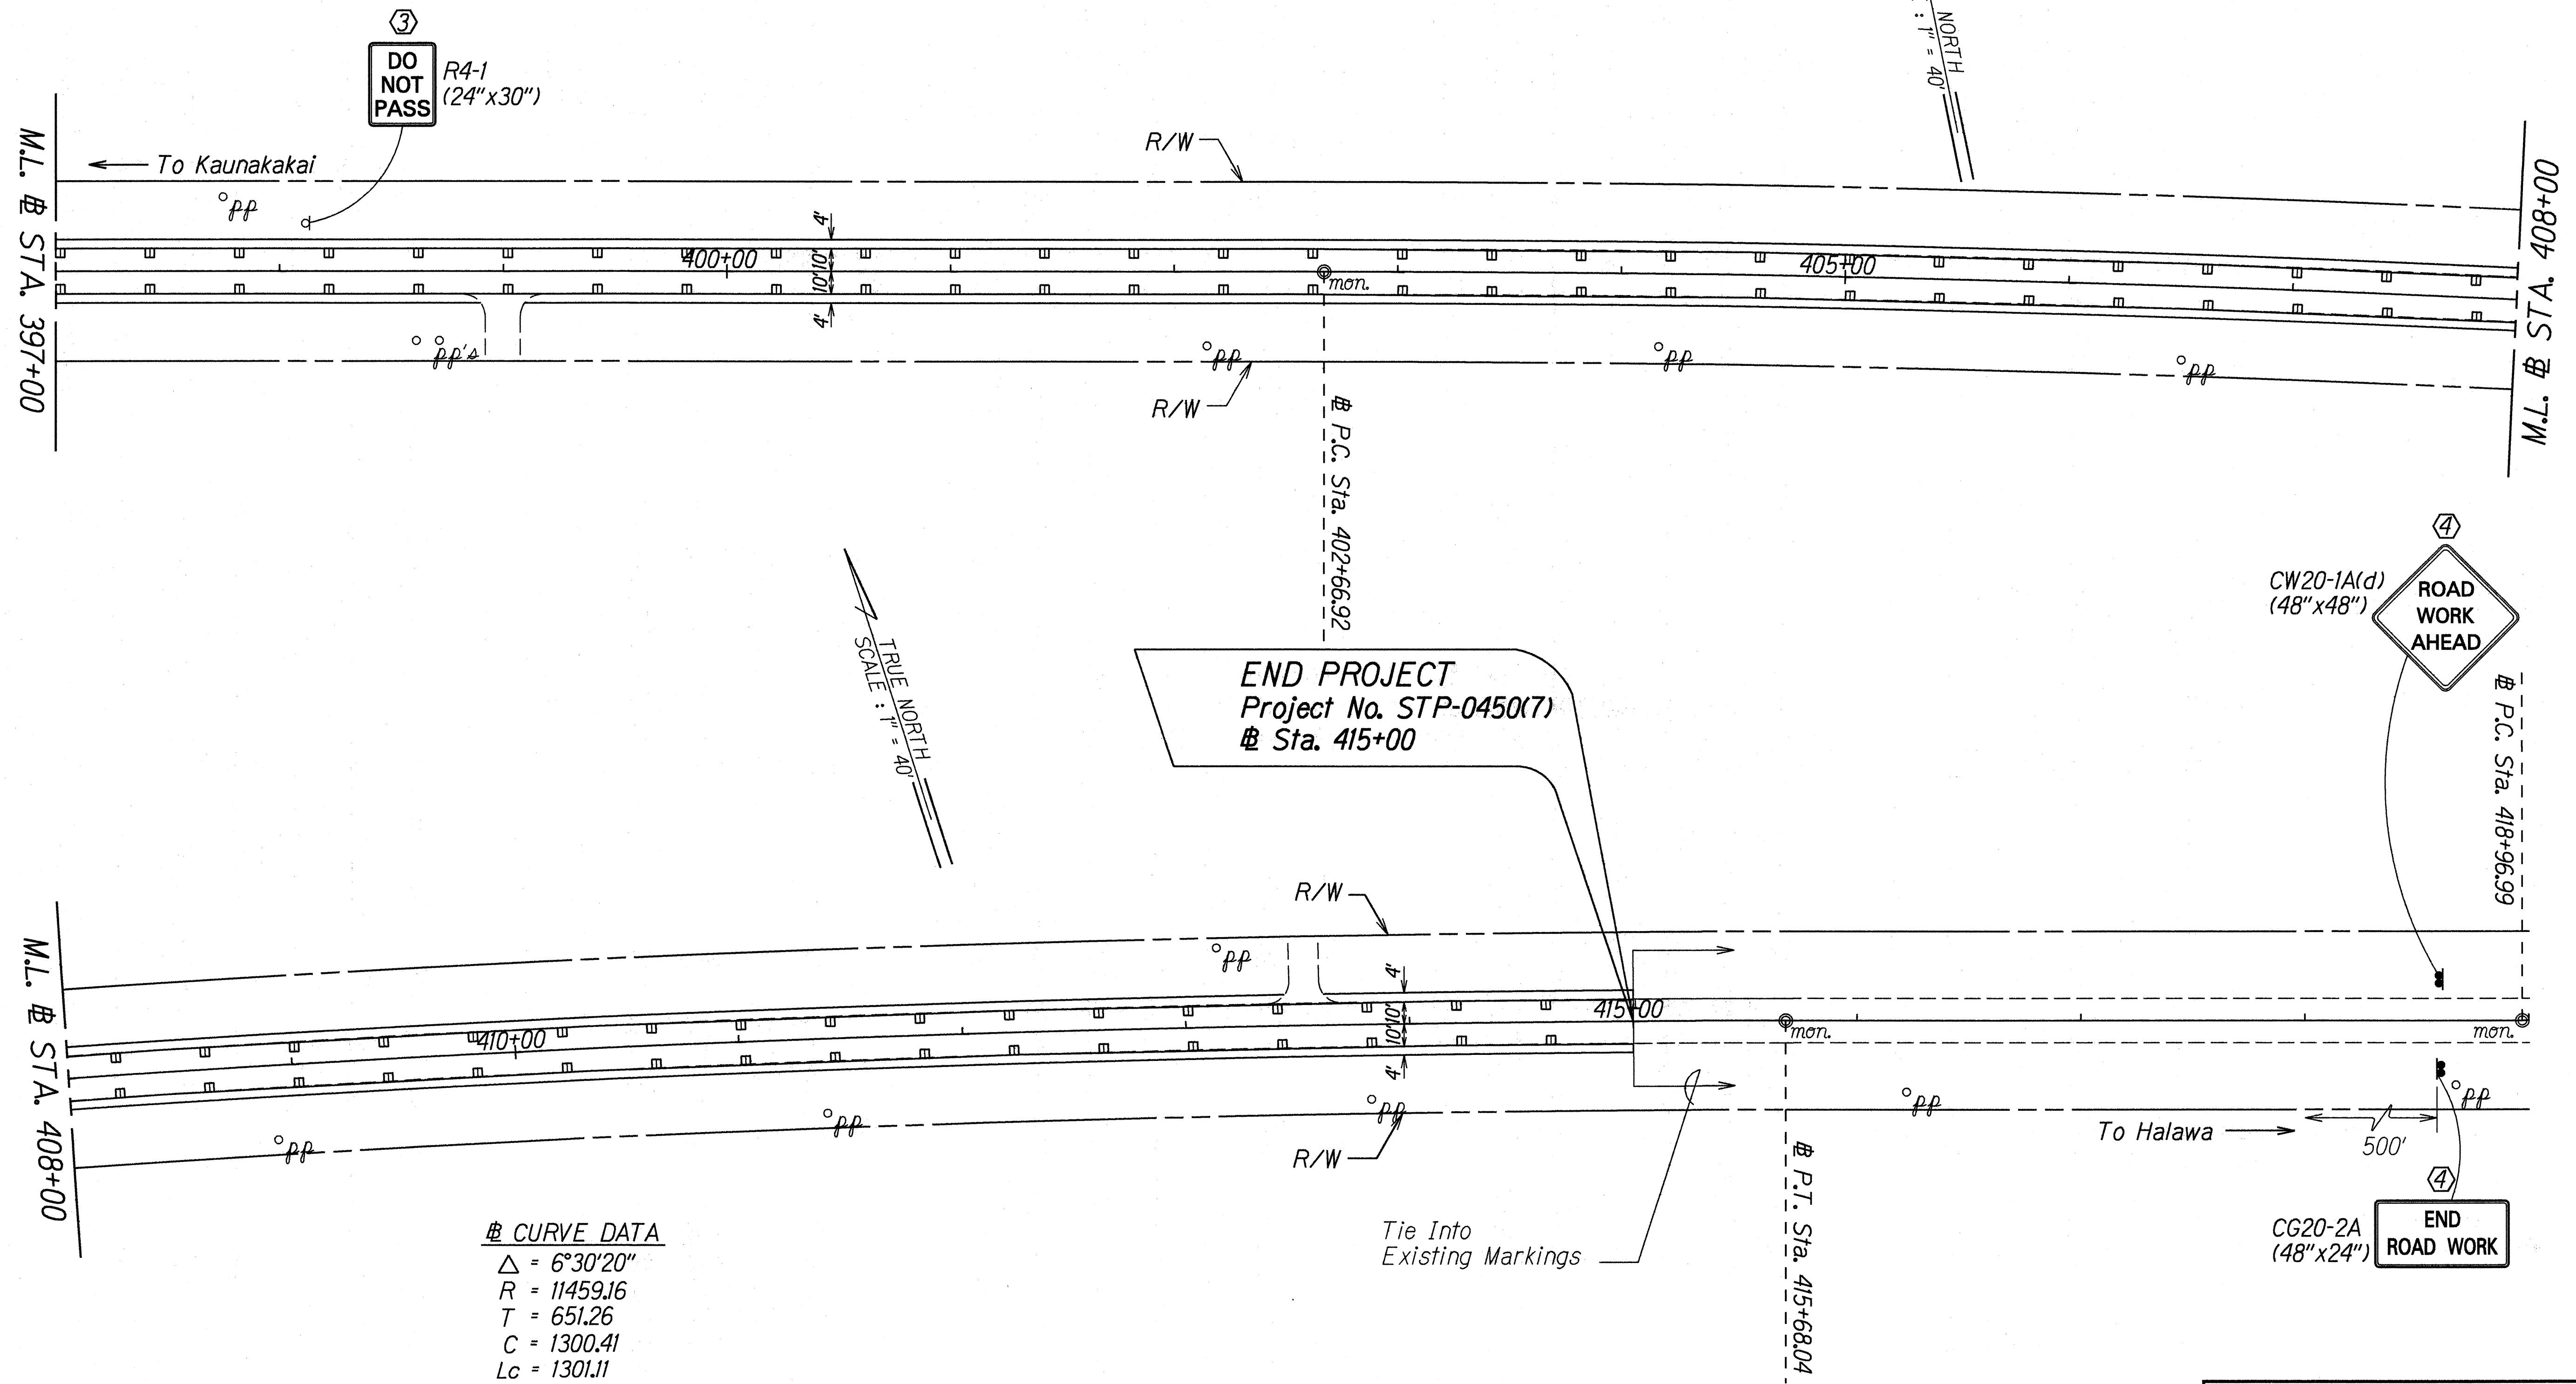 3
DO
NOT
PASS
R4-1
(24"x30")
NORTH
: 1" = 40'
To Kaunakakai
R/W
M.L. ⅊ STA. 397+00
M.L. ⅊ STA. 408+00
pp
4'
400+00
10'
10'
4'
405+00
mon.
pp's
pp
pp
pp
R/W
⅊ P.C. Sta. 402+66.92
TRUE NORTH
SCALE : 1" = 40'
END PROJECT
Project No. STP-0450(7)
⅊ Sta. 415+00
4
CW20-1A(d)
(48"x48")
ROAD
WORK
AHEAD
⅊ P.C. Sta. 418+96.99
R/W
M.L. ⅊ STA. 408+00
pp
4'
410+00
10'
10'
4'
415+00
mon.
mon.
pp
pp
pp
pp
pp
R/W
To Halawa
500'
⅊ P.T. Sta. 415+68.04
Tie Into
Existing Markings
4
CG20-2A
(48"x24")
END
ROAD WORK
⅊ CURVE DATA
△ = 6°30'20"
R = 11459.16
T = 651.26
C = 1300.41
Lc = 1301.11